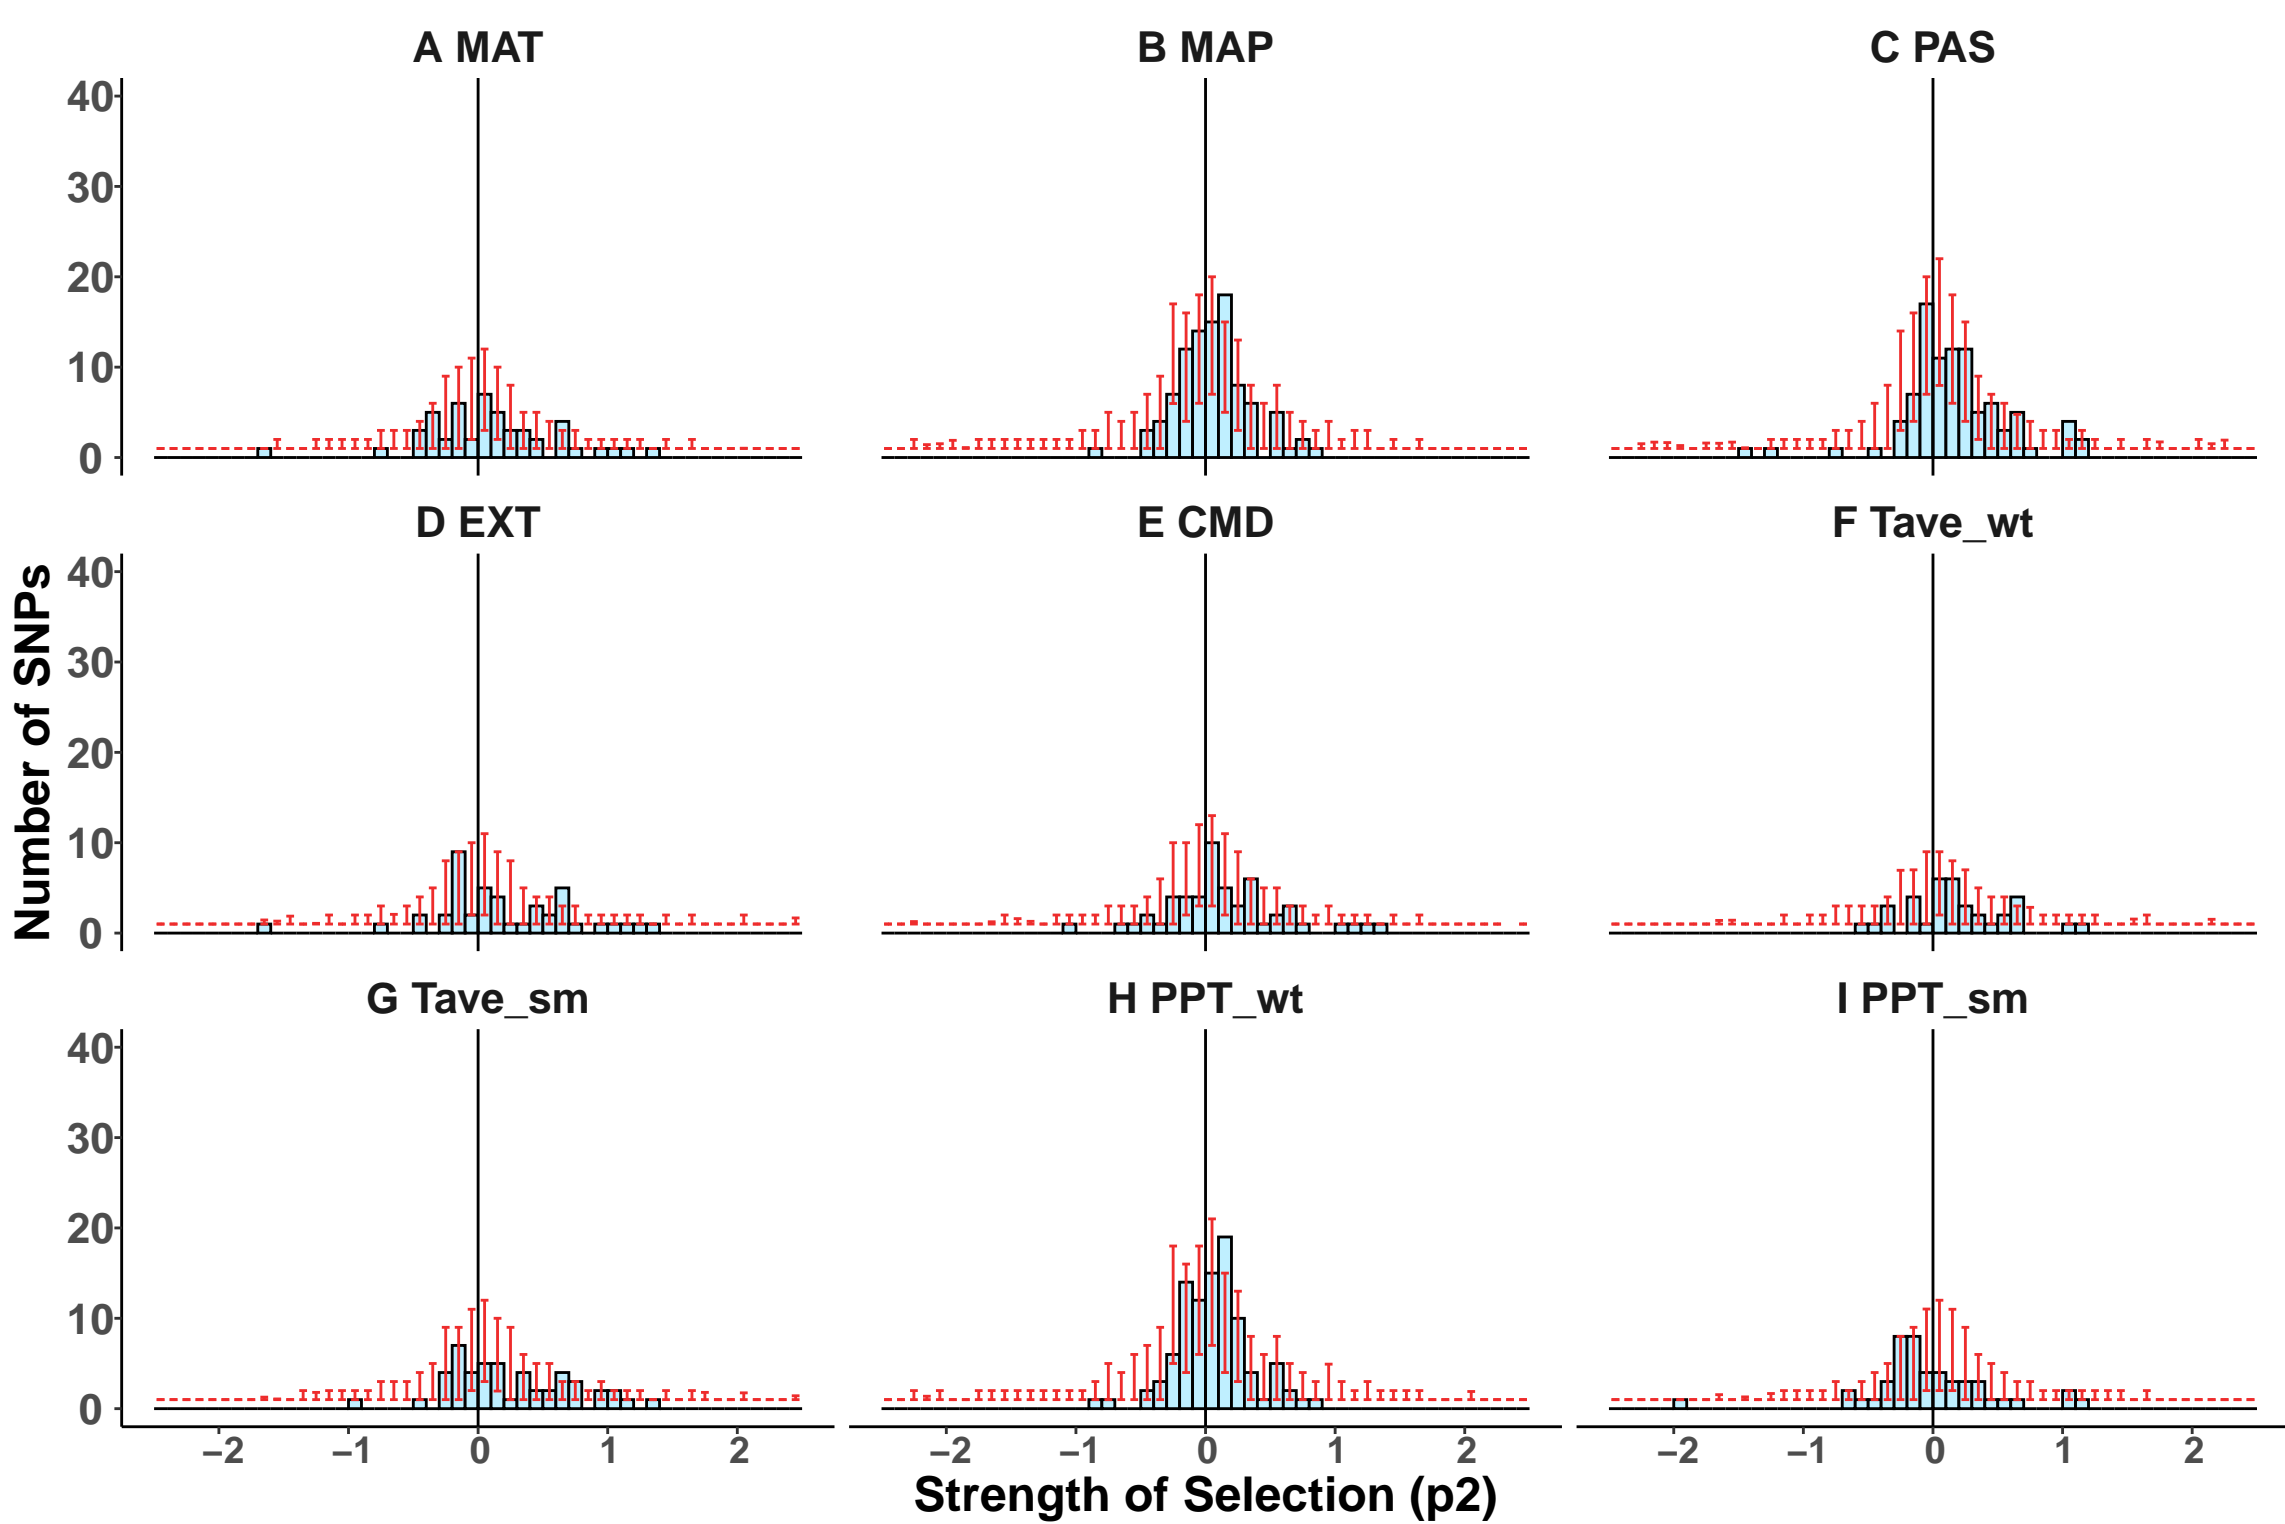 A MAT
B MAP
C PAS
40
30
20
10
0
D EXT
E CMD
F Tave_wt
40
30
20
10
0
G Tave_sm
H PPT_wt
I PPT_sm
40
30
20
10
0
−2 −1 0 1 2
−2 −1 0 1 2
−2 −1 0 1 2
Number of SNPs
Strength of Selection (p2)